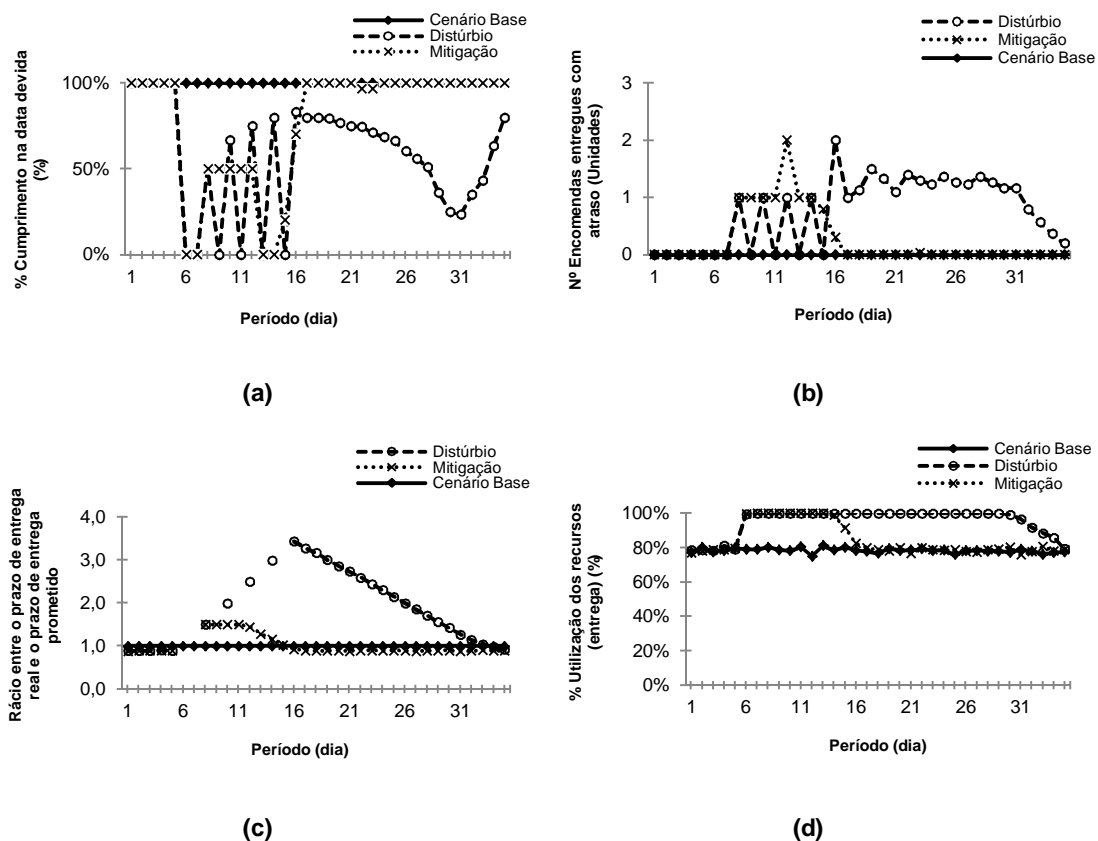 Cenário Base
Distúrbio
Mitigação
% Cumprimento na data devida
(%)
100%
50%
0%
1 6 11 16 21 26 31
Período (dia)
(a)
Distúrbio
Mitigação
Cenário Base
Nº Encomendas entregues com
atraso (Unidades)
3
2
1
0
1 6 11 16 21 26 31
Período (dia)
(b)
Distúrbio
Mitigação
Cenário Base
Rácio entre o prazo de entrega
real e o prazo de entrega
prometido
4,0
3,0
2,0
1,0
0,0
1 6 11 16 21 26 31
Período (dia)
(c)
Cenário Base
Distúrbio
Mitigação
% Utilização dos recursos
(entrega) (%)
100%
80%
60%
40%
20%
0%
1 6 11 16 21 26 31
Período (dia)
(d)